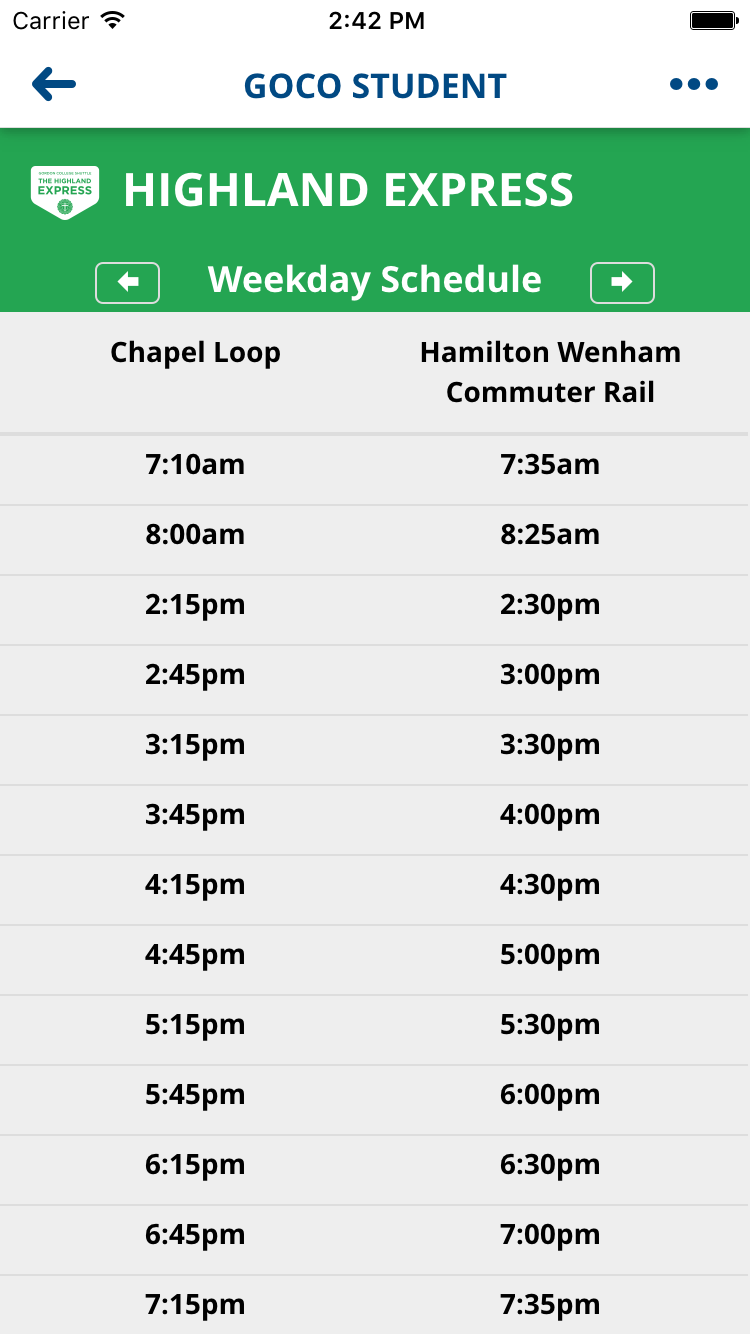 Carrier 2:42 PM
GOCO STUDENT
GORDON COLLEGE SHUTTLE
THE HIGHLAND
EXPRESS
HIGHLAND EXPRESS
Weekday Schedule
Chapel Loop Hamilton Wenham
Commuter Rail
7:10am 7:35am
8:00am 8:25am
2:15pm 2:30pm
2:45pm 3:00pm
3:15pm 3:30pm
3:45pm 4:00pm
4:15pm 4:30pm
4:45pm 5:00pm
5:15pm 5:30pm
5:45pm 6:00pm
6:15pm 6:30pm
6:45pm 7:00pm
7:15pm 7:35pm